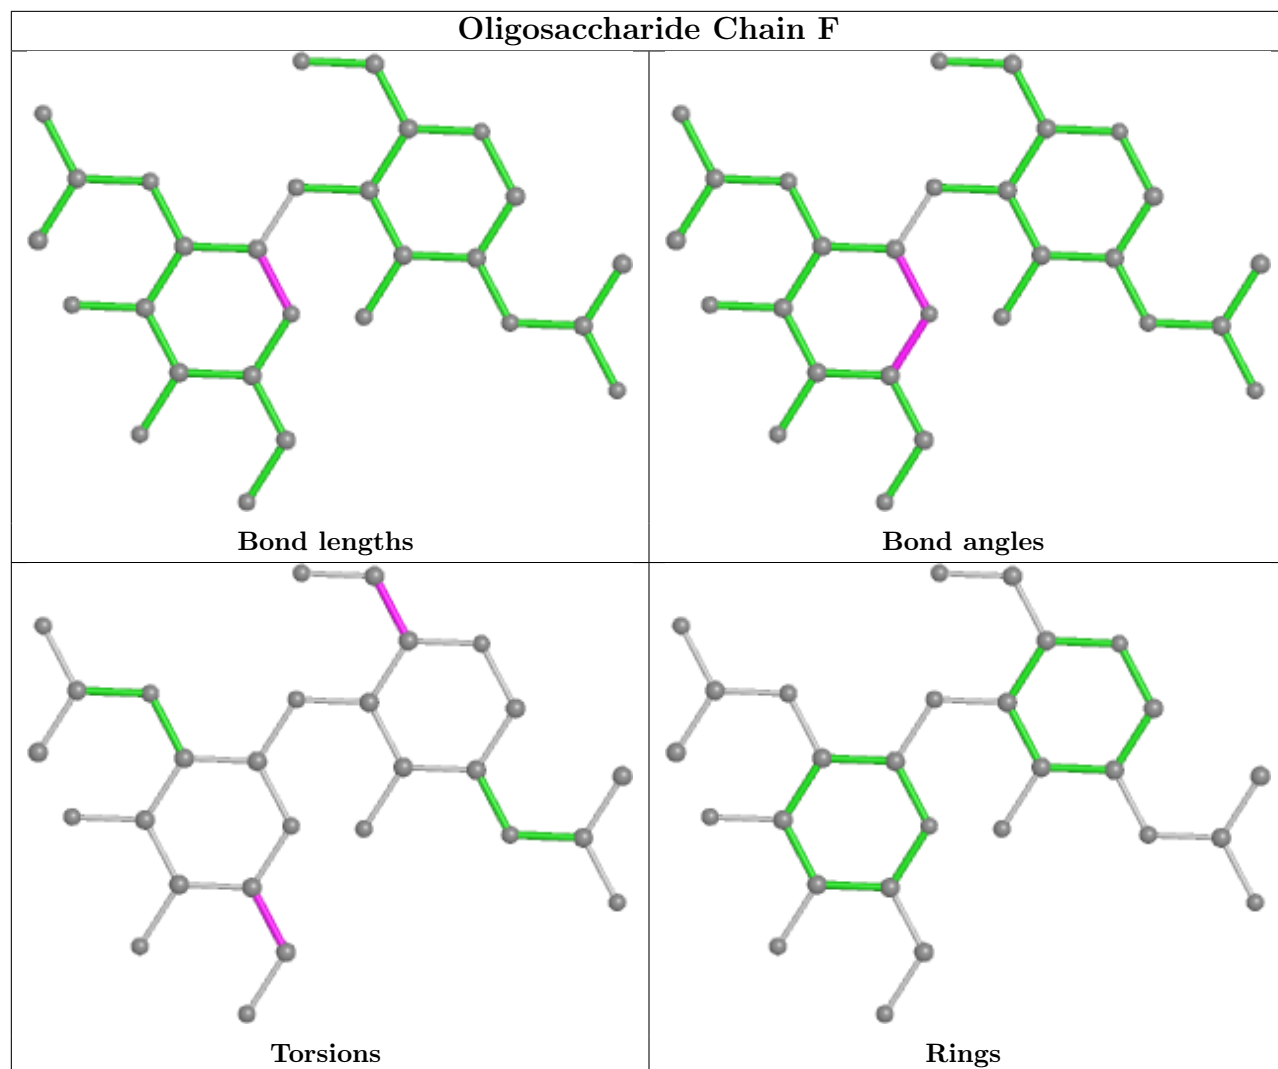 Oligosaccharide Chain F
Bond lengths
Bond angles
Torsions
Rings